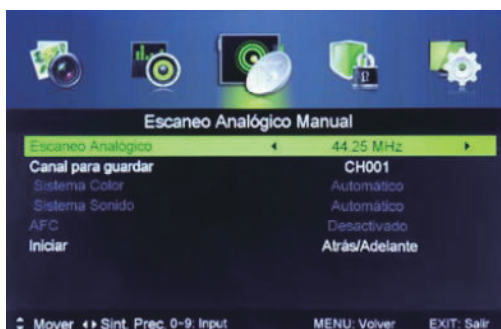 Escaneo Analógico Manual
Escaneo Analógico 44.25 MHz
Canal para guardar CH001
Sistema Color Automático
Sistema Sonido Automático
AFC Desactivado
Iniciar Atrás/Adelante
Mover Sint. Prec. 0-9: Input MENU: Volver EXIT: Salir